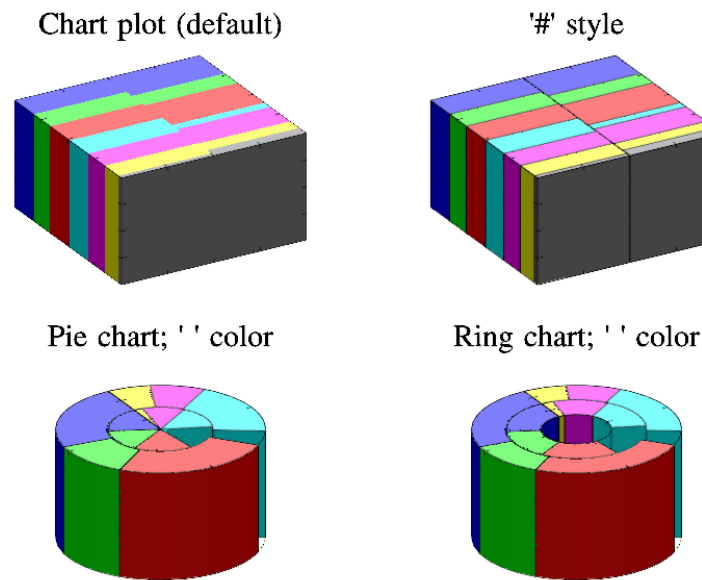 Chart plot (default)
'#' style
Pie chart; ' ' color
Ring chart; ' ' color